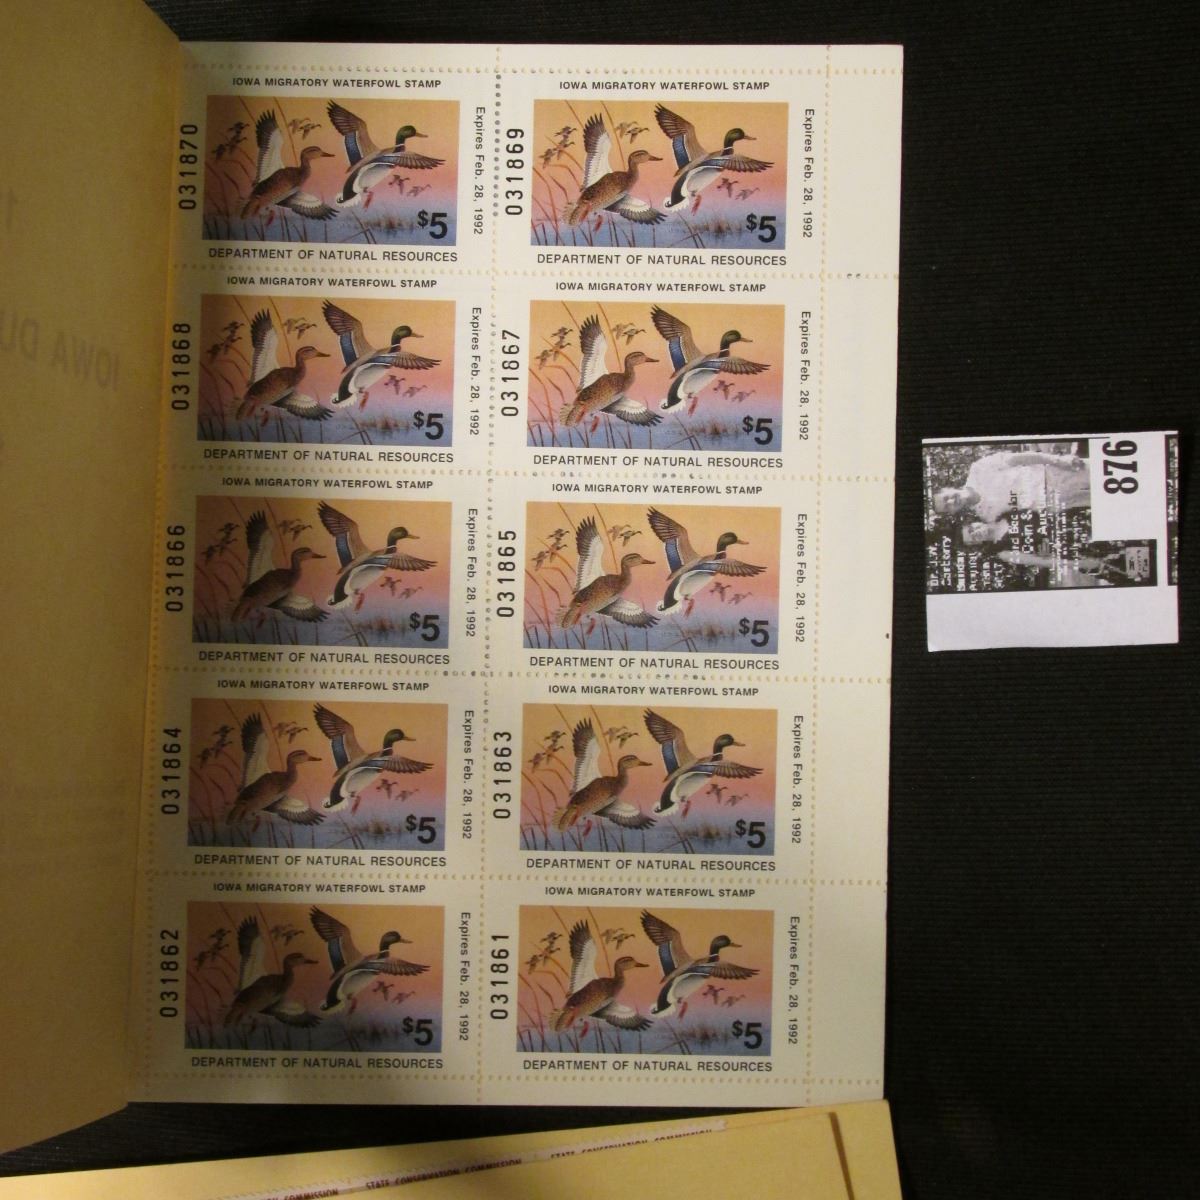 IOWA MIGRATORY WATERFOWL STAMP
031870
Expires Feb. 28, 1992
$5
DEPARTMENT OF NATURAL RESOURCES
IOWA MIGRATORY WATERFOWL STAMP
031869
Expires Feb. 28, 1992
$5
DEPARTMENT OF NATURAL RESOURCES
IOWA MIGRATORY WATERFOWL STAMP
031868
Expires Feb. 28, 1992
$5
DEPARTMENT OF NATURAL RESOURCES
IOWA MIGRATORY WATERFOWL STAMP
031867
Expires Feb. 28, 1992
$5
DEPARTMENT OF NATURAL RESOURCES
IOWA MIGRATORY WATERFOWL STAMP
031866
Expires Feb. 28, 1992
$5
DEPARTMENT OF NATURAL RESOURCES
IOWA MIGRATORY WATERFOWL STAMP
031865
Expires Feb. 28, 1992
$5
DEPARTMENT OF NATURAL RESOURCES
IOWA MIGRATORY WATERFOWL STAMP
031864
Expires Feb. 28, 1992
$5
DEPARTMENT OF NATURAL RESOURCES
IOWA MIGRATORY WATERFOWL STAMP
031863
Expires Feb. 28, 1992
$5
DEPARTMENT OF NATURAL RESOURCES
IOWA MIGRATORY WATERFOWL STAMP
031862
Expires Feb. 28, 1992
$5
DEPARTMENT OF NATURAL RESOURCES
IOWA MIGRATORY WATERFOWL STAMP
031861
Expires Feb. 28, 1992
$5
DEPARTMENT OF NATURAL RESOURCES
876
COMMISSION
STATE CONSERVATION COMMISSION
STATE CONSERVATION COMMISSION